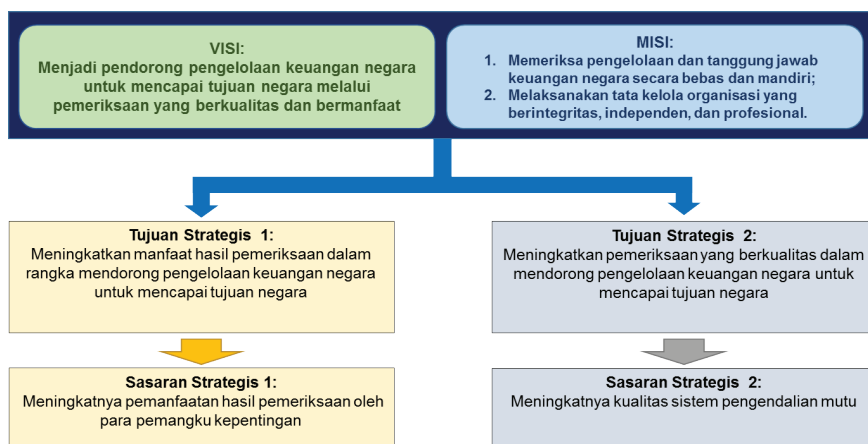 VISI:
Menjadi pendorong pengelolaan keuangan negara
untuk mencapai tujuan negara melalui
pemeriksaan yang berkualitas dan bermanfaat
MISI:
1. Memeriksa pengelolaan dan tanggung jawab
keuangan negara secara bebas dan mandiri;
2. Melaksanakan tata kelola organisasi yang
berintegritas, independen, dan profesional.
Tujuan Strategis 1:
Meningkatkan manfaat hasil pemeriksaan dalam
rangka mendorong pengelolaan keuangan negara
untuk mencapai tujuan negara
Tujuan Strategis 2:
Meningkatkan pemeriksaan yang berkualitas dalam
mendorong pengelolaan keuangan negara untuk
mencapai tujuan negara
Sasaran Strategis 1:
Meningkatnya pemanfaatan hasil pemeriksaan oleh
para pemangku kepentingan
Sasaran Strategis 2:
Meningkatnya kualitas sistem pengendalian mutu